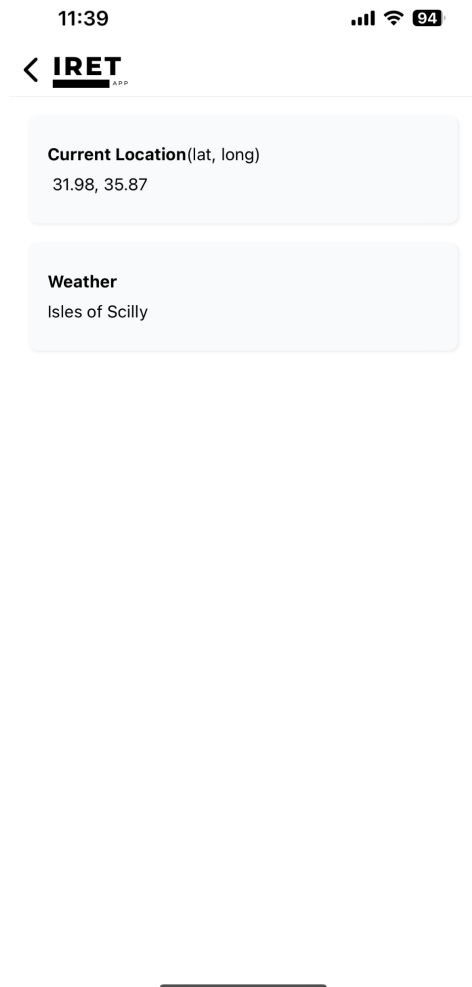 11:39
94
IRET
APP
Current Location(lat, long)
31.98, 35.87
Weather
Isles of Scilly